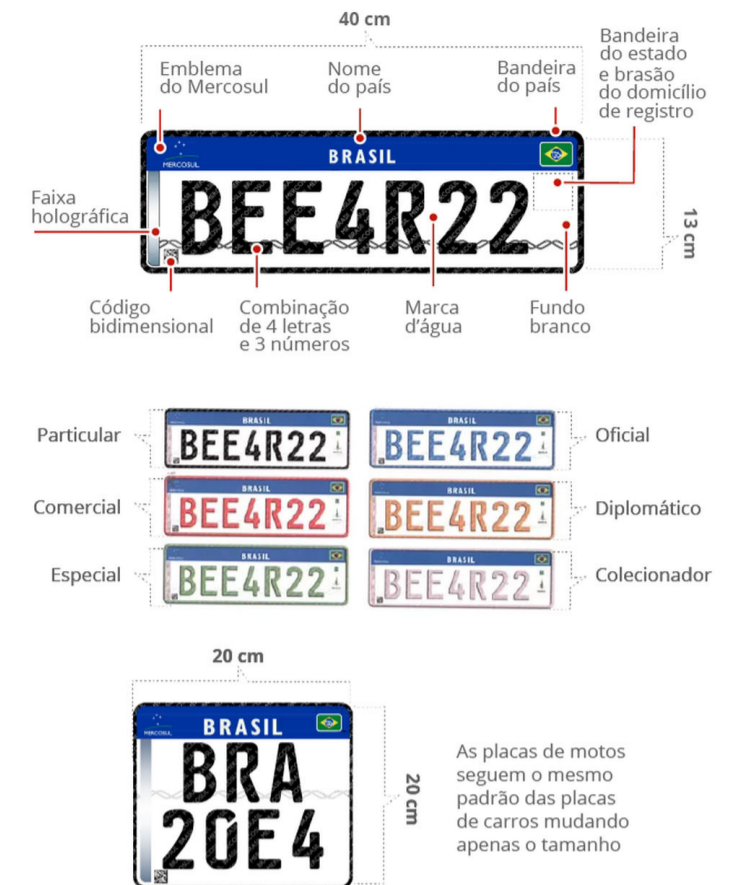 40 cm
Emblema
do Mercosul
Nome
do país
Bandeira
do país
Bandeira
do estado
e brasão
do domicílio
de registro
MERCOSUL
BRASIL
BEE4R22
Faixa
holográfica
13 cm
Código
bidimensional
Combinação
de 4 letras
e 3 números
Marca
d’água
Fundo
branco
Particular
BRASIL
BEE4R22
BRASIL
BEE4R22
Oficial
Comercial
BRASIL
BEE4R22
BRASIL
BEE4R22
Diplomático
Especial
BRASIL
BEE4R22
BRASIL
BEE4R22
Colecionador
20 cm
MERCOSUL
BRASIL
BRA
20E4
20 cm
As placas de motos
seguem o mesmo
padrão das placas
de carros mudando
apenas o tamanho